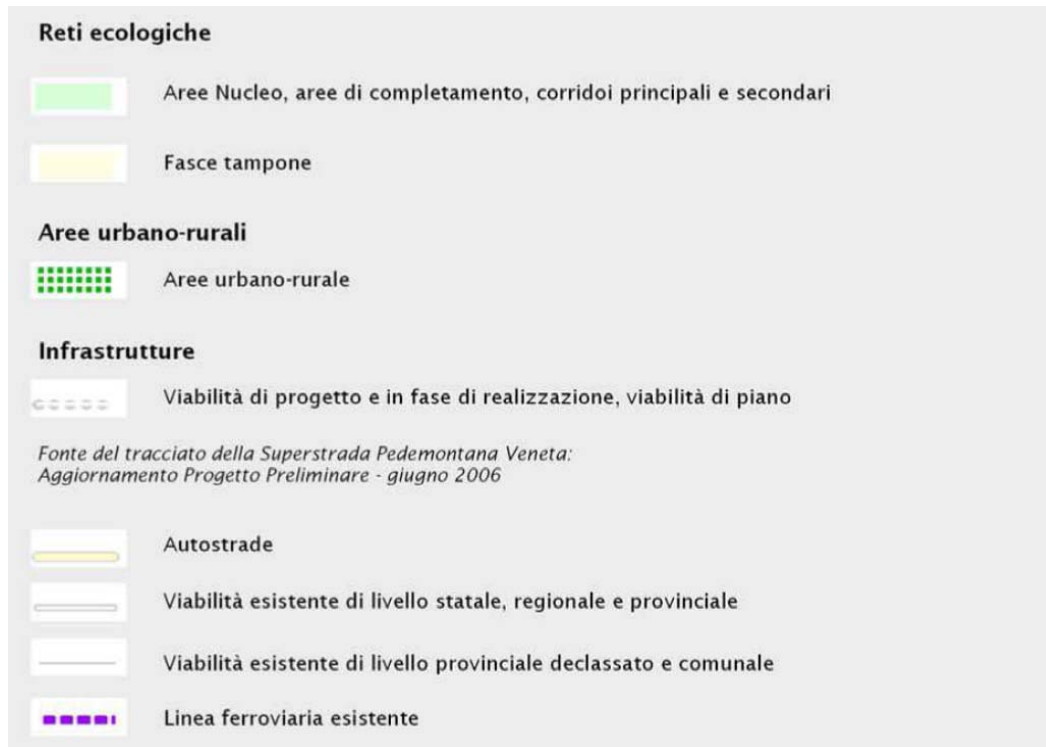 Reti ecologiche
Aree Nucleo, aree di completamento, corridoi principali e secondari
Fasce tampone
Aree urbano-rurali
Aree urbano-rurale
Infrastrutture
Viabilità di progetto e in fase di realizzazione, viabilità di piano
Fonte del tracciato della Superstrada Pedemontana Veneta:
Aggiornamento Progetto Preliminare - giugno 2006
Autostrade
Viabilità esistente di livello statale, regionale e provinciale
Viabilità esistente di livello provinciale declassato e comunale
Linea ferroviaria esistente